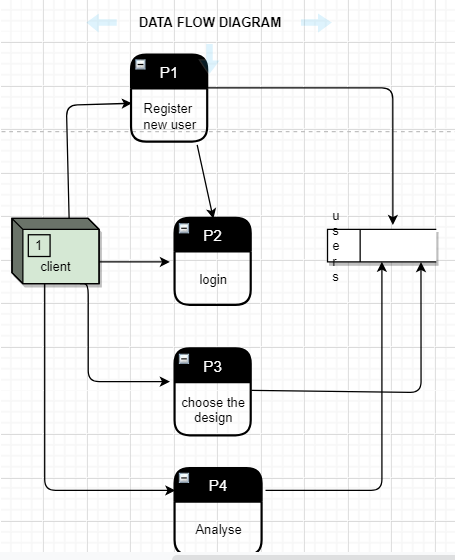 DATA FLOW DIAGRAM
P1
Register
new user
1
client
P2
login
u
s
e
r
s
P3
choose the
design
P4
Analyse